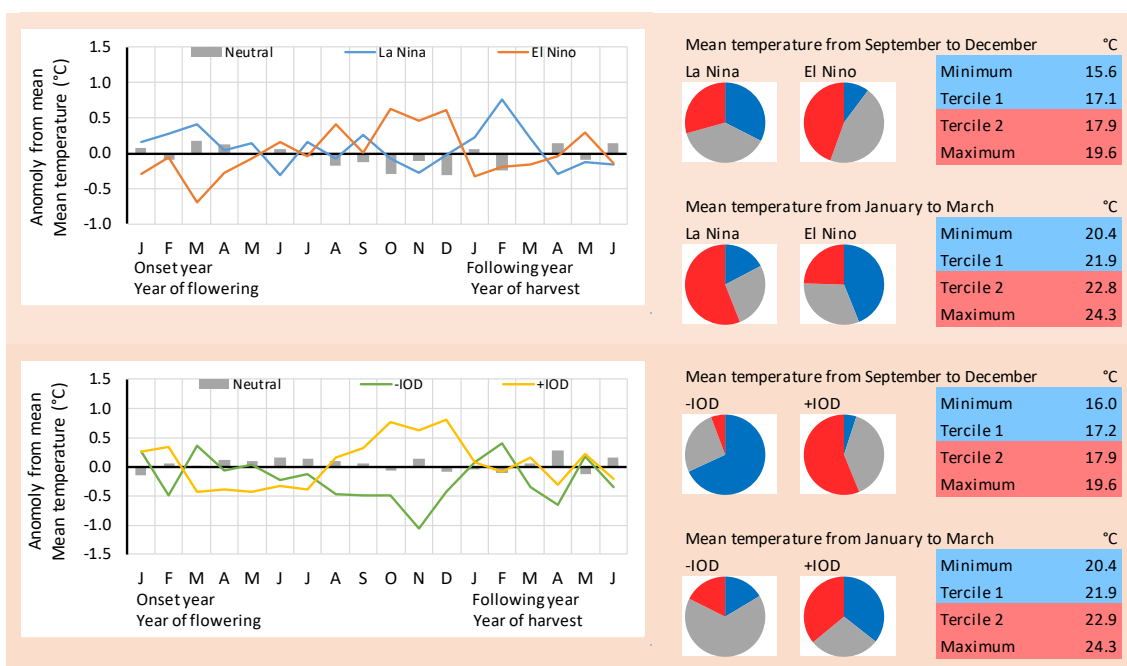 Neutral La Nina El Nino
Anomoly from mean
Mean temperature (°C)
1.5
1.0
0.5
0.0
-0.5
-1.0
J F M A M J J A S O N D J F M A M J
Onset year Following year
Year of flowering Year of harvest
Mean temperature from September to December °C
La Nina El Nino
Minimum 15.6
Tercile 1 17.1
Tercile 2 17.9
Maximum 19.6
Mean temperature from January to March °C
La Nina El Nino
Minimum 20.4
Tercile 1 21.9
Tercile 2 22.8
Maximum 24.3
Neutral -IOD +IOD
Anomoly from mean
Mean temperature (°C)
1.5
1.0
0.5
0.0
-0.5
-1.0
-1.5
J F M A M J J A S O N D J F M A M J
Onset year Following year
Year of flowering Year of harvest
Mean temperature from September to December °C
-IOD +IOD
Minimum 16.0
Tercile 1 17.2
Tercile 2 17.9
Maximum 19.6
Mean temperature from January to March °C
-IOD +IOD
Minimum 20.4
Tercile 1 21.9
Tercile 2 22.9
Maximum 24.3